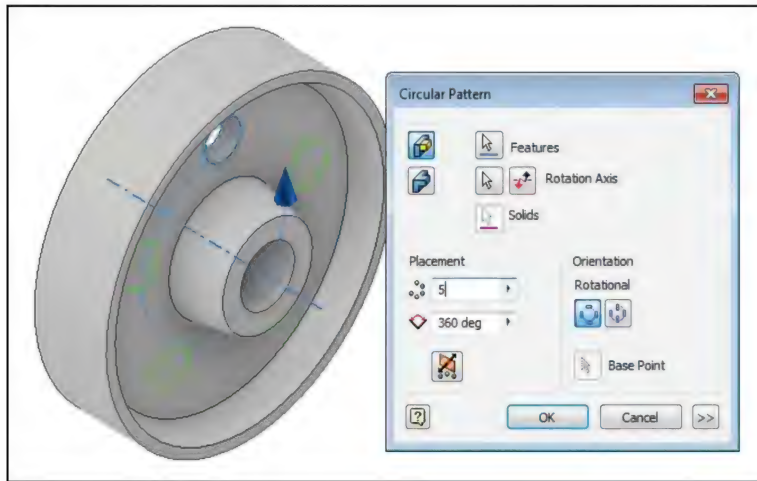 Circular Pattern
Features
Rotation Axis
Solids
Placement
Orientation
5
Rotational
360 deg
Base Point
?
OK
Cancel
>>